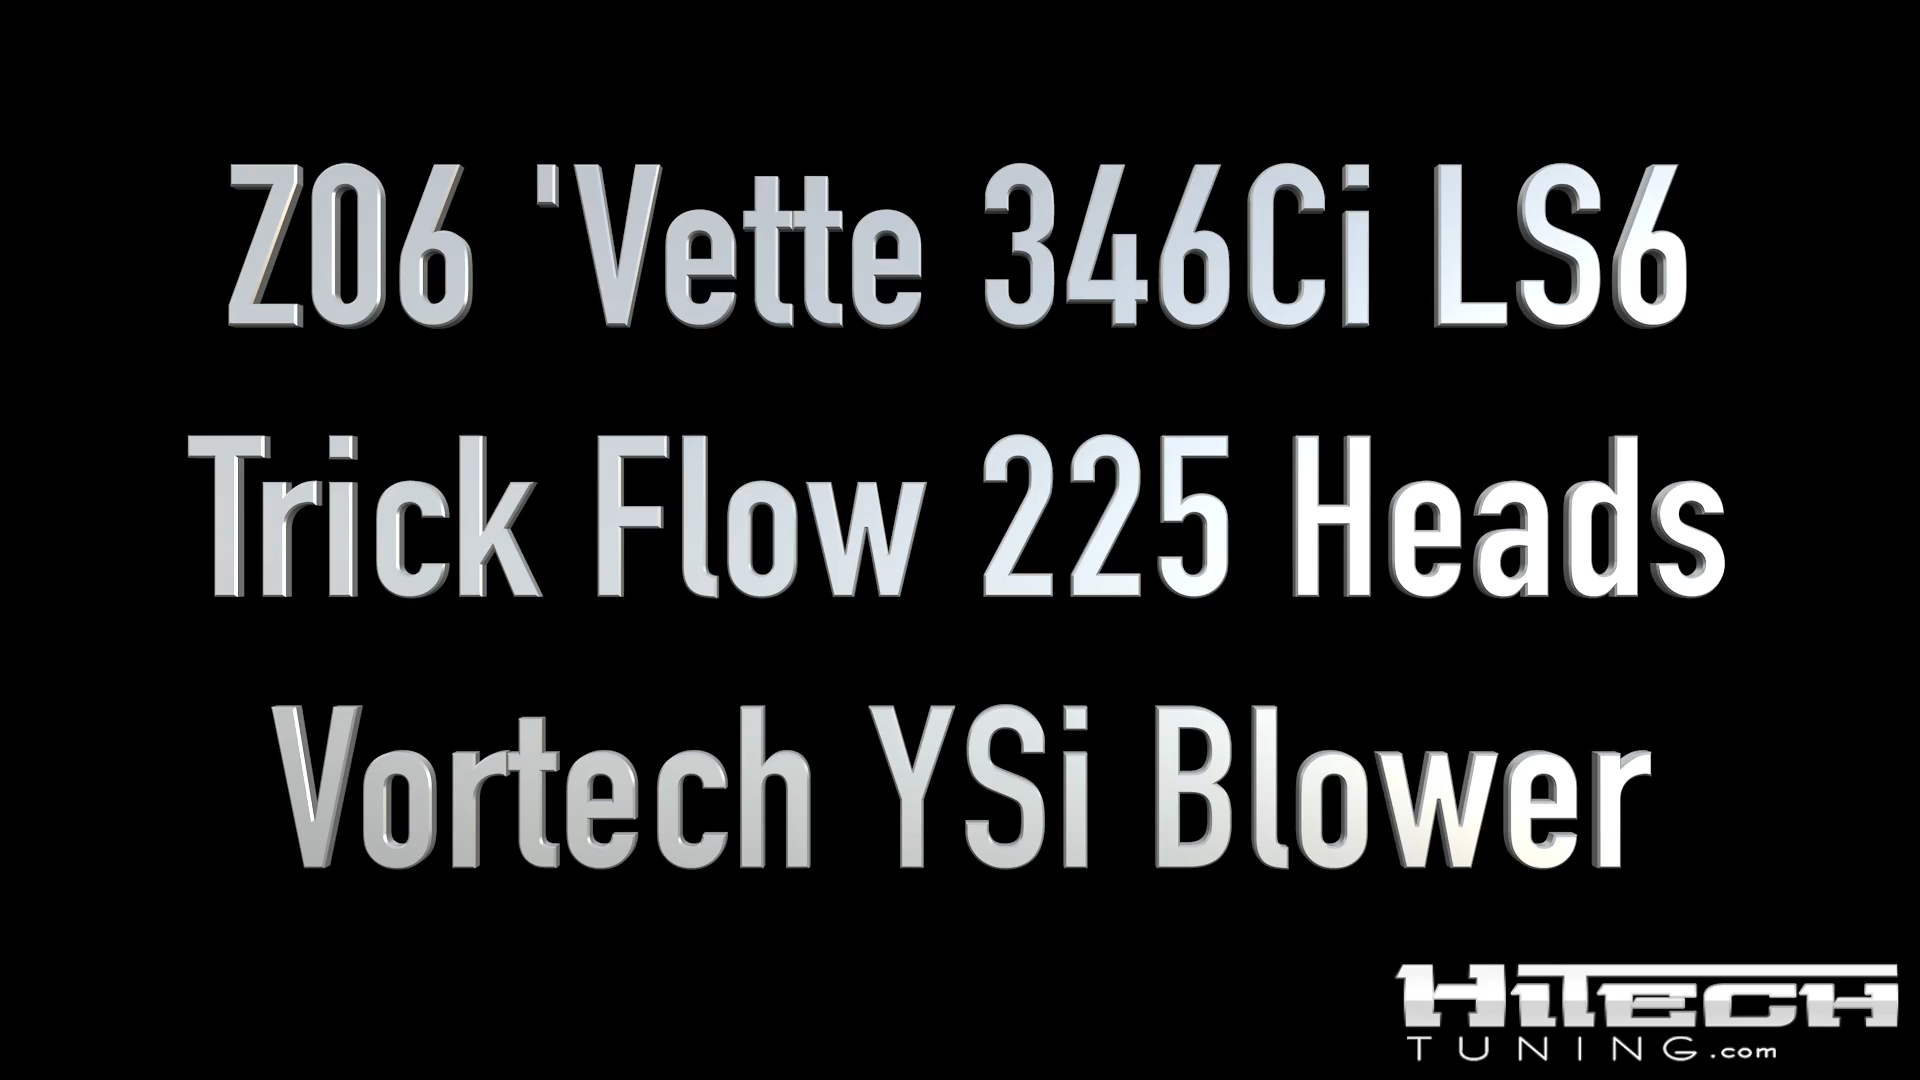 Z06 'Vette 346Ci LS6
Trick Flow 225 Heads
Vortech YSi Blower
HiTECH
TUNING.com